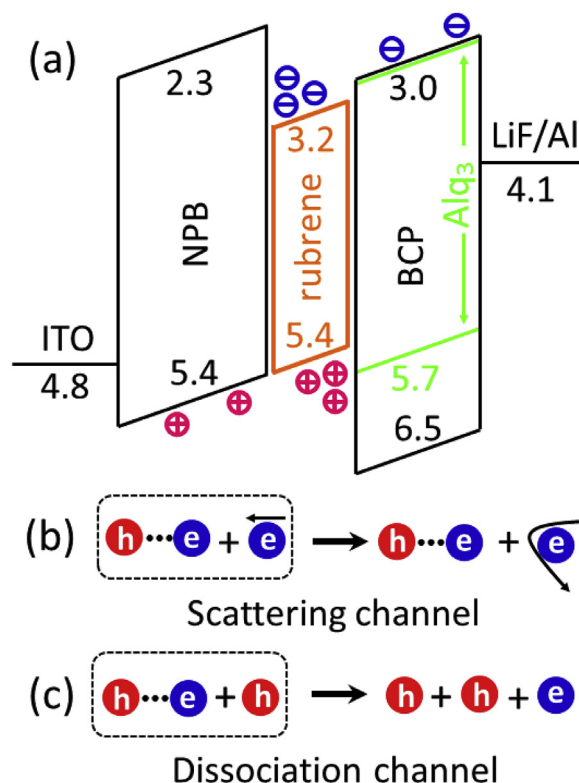 (a)
2.3
3.0
3.2
LiF/Al
4.1
NPB
rubrene
BCP
Alq₃
ITO
4.8
5.4
5.4
5.7
6.5
(b) h···e + e → h···e + e
Scattering channel
(c) h···e + h → h + h + e
Dissociation channel